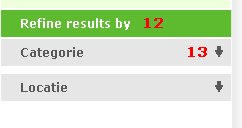 Refine results by 12
Categorie 13
Locatie